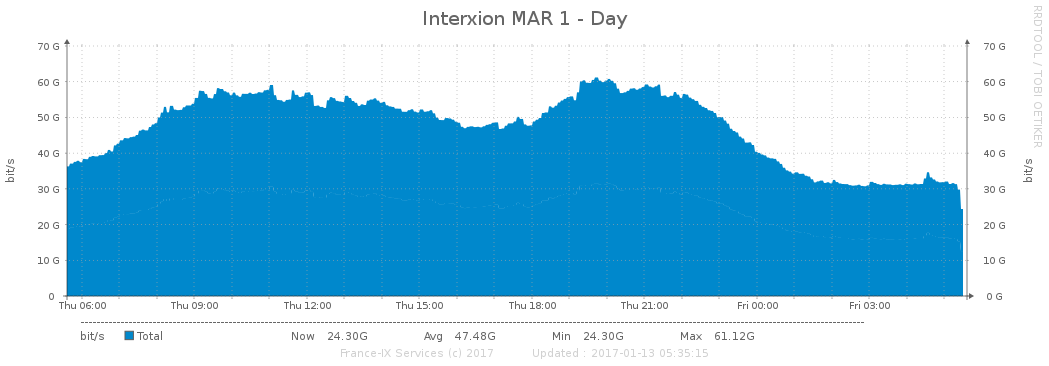 Interxion MAR 1 - Day
RRDTOOL / TOBI OETIKER
bit/s
bit/s
70 G 70 G
60 G 60 G
50 G 50 G
40 G 40 G
30 G 30 G
20 G 20 G
10 G 10 G
0 0 G
Thu 06:00 Thu 09:00 Thu 12:00 Thu 15:00 Thu 18:00 Thu 21:00 Fri 00:00 Fri 03:00
bit/s Total Now 24.30G Avg 47.48G Min 24.30G Max 61.12G
France-IX Services (c) 2017 Updated : 2017-01-13 05:35:15